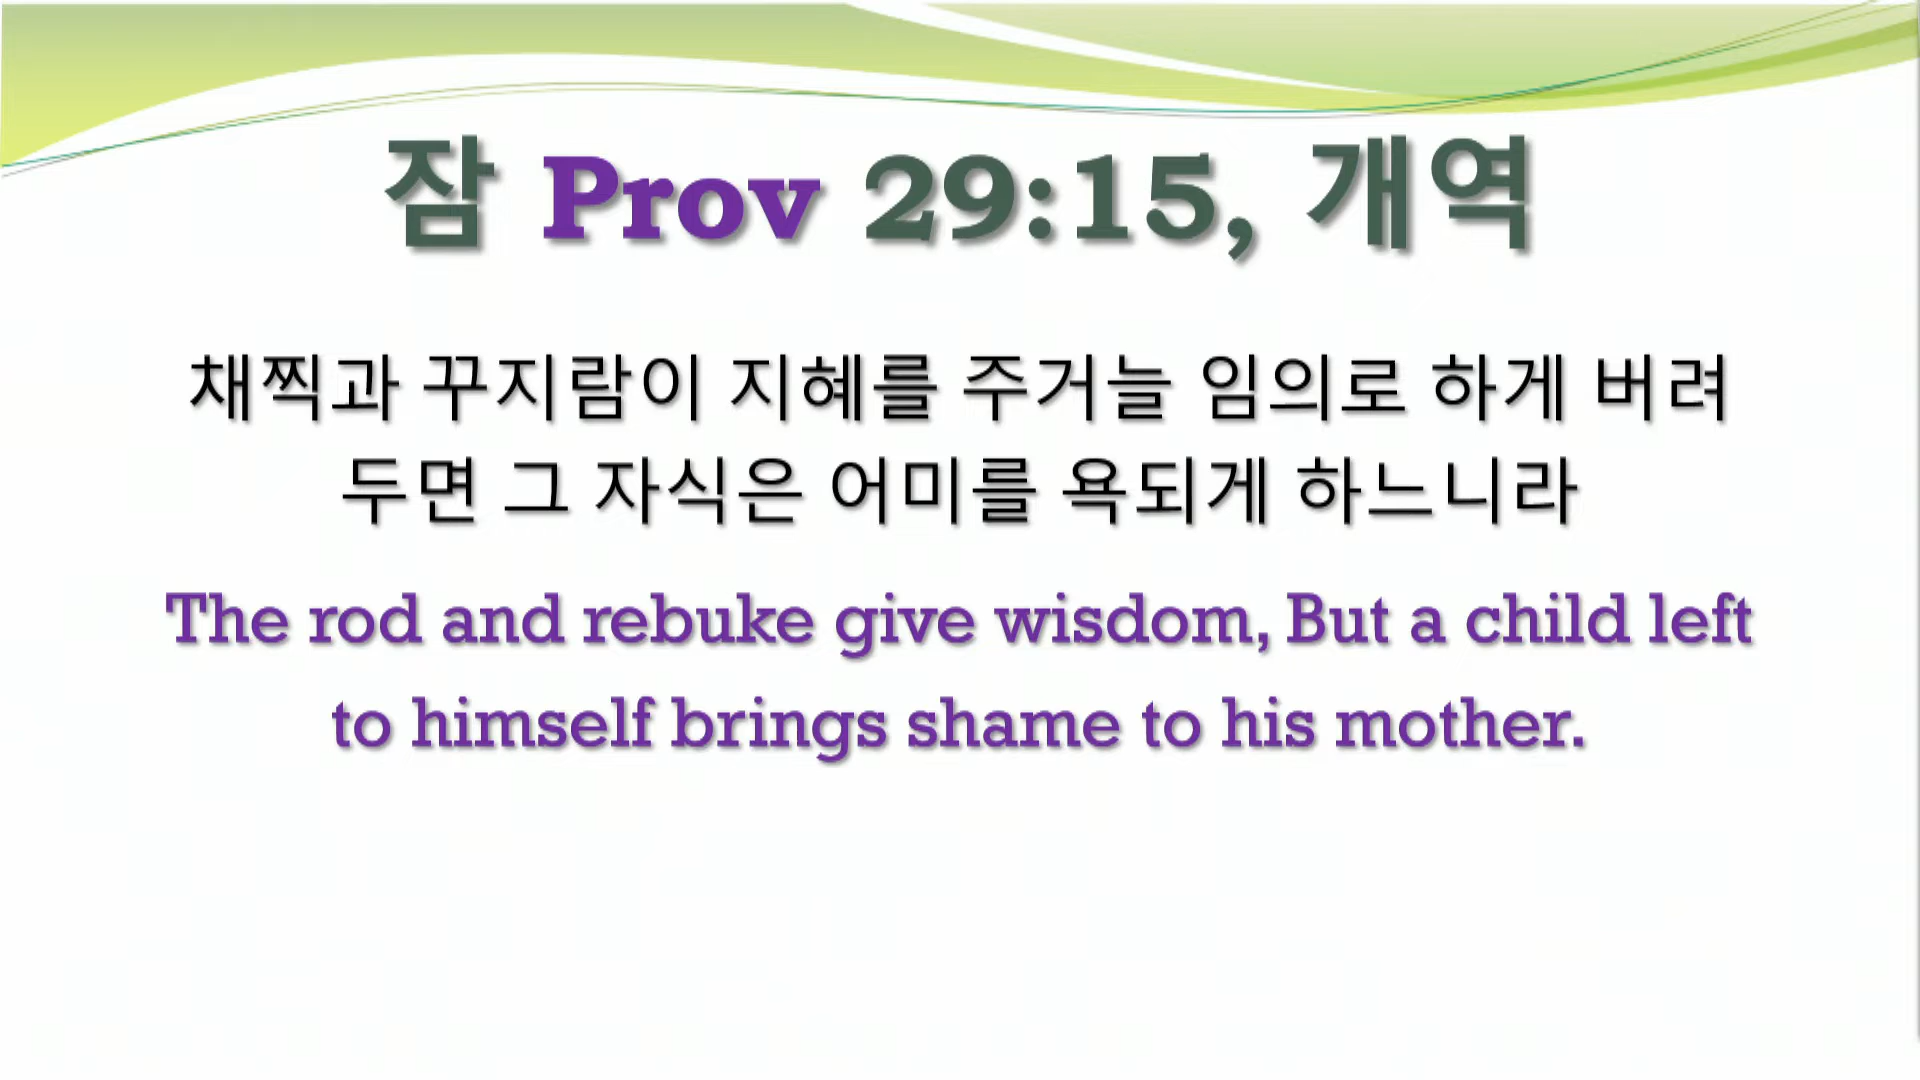 잠 Prov 29:15, 개역
채찍과 꾸지람이 지혜를 주거늘 임의로 하게 버려
두면 그 자식은 어미를 욕되게 하느니라
The rod and rebuke give wisdom, But a child left
to himself brings shame to his mother.